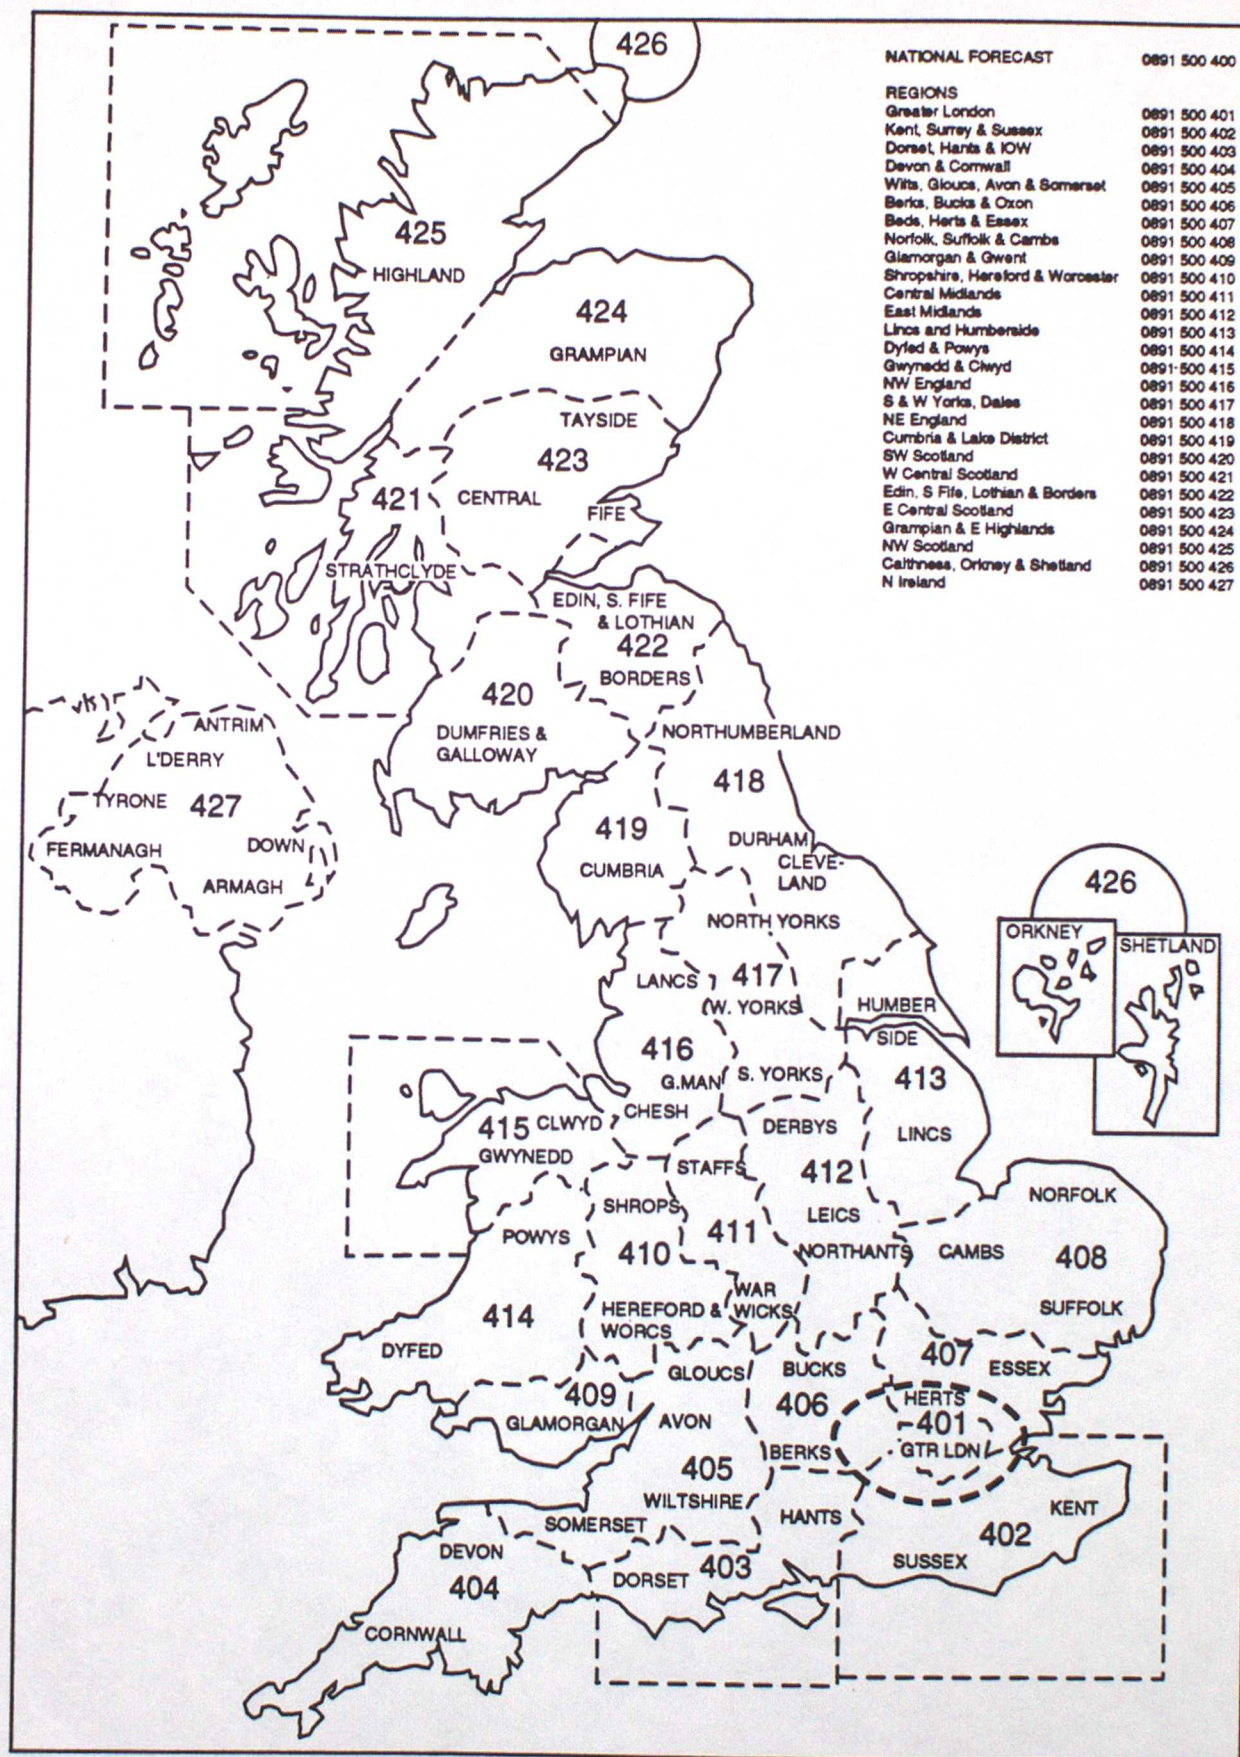 426
NATIONAL FORECAST 0891 500 400
REGIONS
Greater London 0891 500 401
Kent, Surrey & Sussex 0891 500 402
Dorset, Hants & IOW 0891 500 403
Devon & Cornwall 0891 500 404
Wilts, Gloucs, Avon & Somerset 0891 500 405
Berks, Bucks & Oxon 0891 500 406
Beds, Herts & Essex 0891 500 407
Norfolk, Suffolk & Cambs 0891 500 408
Glamorgan & Gwent 0891 500 409
Shropshire, Hereford & Worcester 0891 500 410
Central Midlands 0891 500 411
East Midlands 0891 500 412
Lincs and Humberside 0891 500 413
Dyfed & Powys 0891 500 414
Gwynedd & Clwyd 0891-500 415
NW England 0891 500 416
S & W Yorks, Dales 0891 500 417
NE England 0891 500 418
Cumbria & Lake District 0891 500 419
SW Scotland 0891 500 420
W Central Scotland 0891 500 421
Edin, S Fife, Lothian & Borders 0891 500 422
E Central Scotland 0891 500 423
Grampian & E Highlands 0891 500 424
NW Scotland 0891 500 425
Caithness, Orkney & Shetland 0891 500 426
N Ireland 0891 500 427
425
HIGHLAND
424
GRAMPIAN
TAYSIDE
423
421
CENTRAL
FIFE
STRATHCLYDE
EDIN, S. FIFE
& LOTHIAN
422
BORDERS
420
DUMFRIES &
GALLOWAY
NORTHUMBERLAND
ANTRIM
L'DERRY
TYRONE
427
FERMANAGH
DOWN
ARMAGH
418
419
CUMBRIA
DURHAM
CLEVE-
LAND
NORTH YORKS
426
ORKNEY
SHETLAND
LANCS
417
W. YORKS
HUMBER
SIDE
416
G.MAN
S. YORKS
413
CHESH
415
CLWYD
GWYNEDD
DERBYS
LINCS
STAFFS
412
LEICS
NORFOLK
SHROPS
411
POWYS
410
NORTHANTS
CAMBS
408
SUFFOLK
WAR
WICKS
HEREFORD &
WORCS
414
DYFED
GLOUCS
BUCKS
407
ESSEX
409
GLAMORGAN
AVON
406
HERTS
401
GTR LDN
BERKS
405
WILTSHIRE
HANTS
KENT
402
SUSSEX
SOMERSET
DEVON
404
DORSET
403
CORNWALL